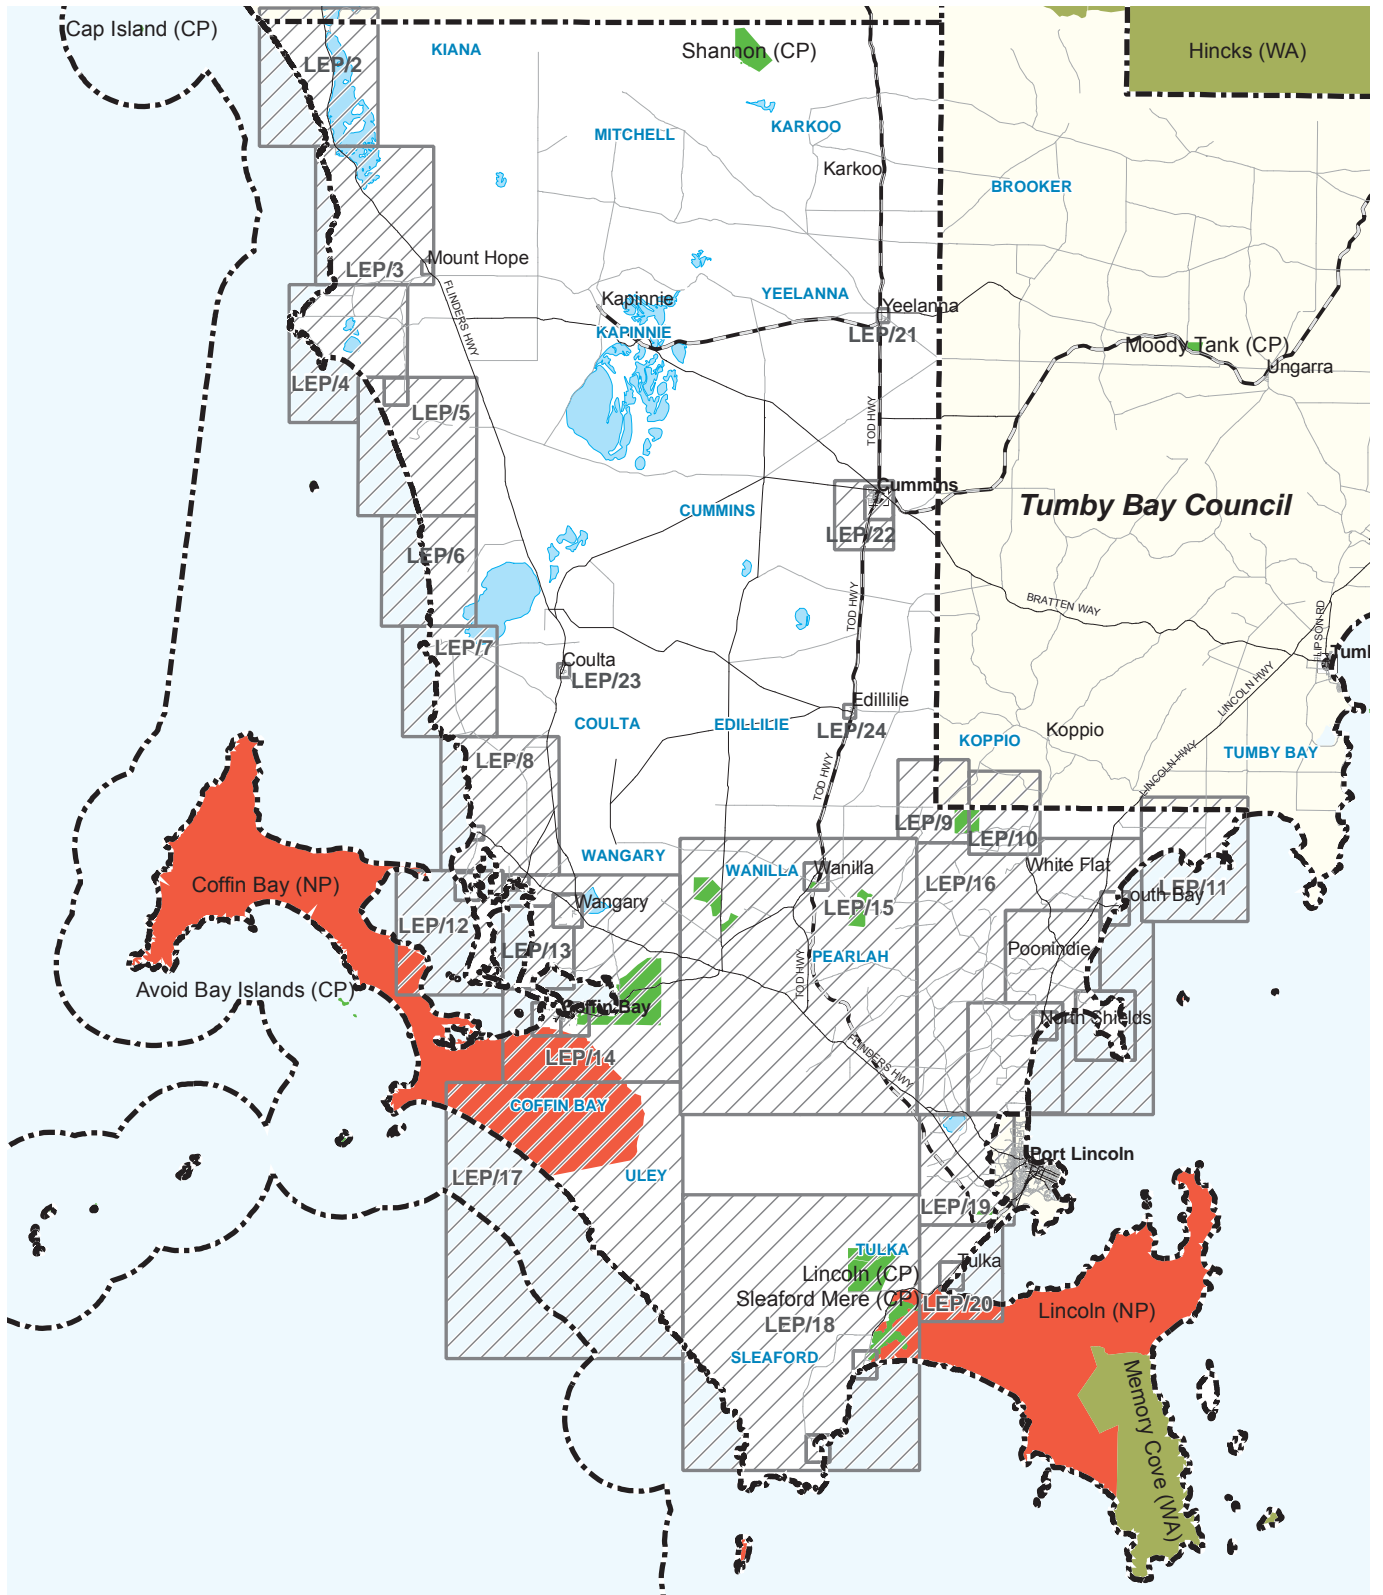 Cap Island (CP)
KIANA
Shannon (CP)
Hincks (WA)
LEP/2
MITCHELL
KARKOO
Karkoo
BROOKER
Mount Hope
LEP/3
FLINDERS HWY
Kapinnie
YEELANNA
Yeelanna
KAPINNIE
LEP/21
Moody Tank (CP)
Ungarra
LEP/4
LEP/5
TOD HWY
Cummins
CUMMINS
Tumby Bay Council
LEP/22
LEP/6
TOD HWY
BRATTEN WAY
LIPSON RD
LEP/7
Coulta
LEP/23
Tuml
LINCOLN HWY
Edillilie
COULTA
EDILLILIE
LEP/24
KOPPIO
Koppio
TUMBY BAY
LEP/8
TOD HWY
LINCOLN HWY
LEP/9
LEP/10
WANGARY
WANILLA
Wanilla
White Flat
Coffin Bay (NP)
LEP/16
LEP/11
Wangary
LEP/15
outh Bay
LEP/12
LEP/13
PEARLAH
Poonindie
Avoid Bay Islands (CP)
TOD HWY
Coffin Bay
North Shields
LEP/14
FLINDERS HWY
COFFIN BAY
Port Lincoln
LEP/17
ULEY
LEP/19
TULKA
Tulka
Lincoln (CP)
Sleaford Mere (CP)
LEP/20
Lincoln (NP)
LEP/18
SLEAFORD
Memory Cove (WA)